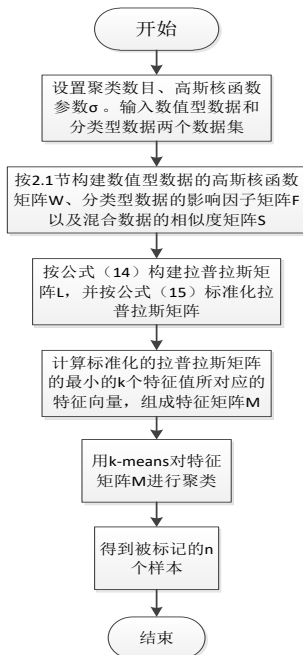 开始
设置聚类数目、高斯核函数
参数σ。输入数值型数据和
分类型数据两个数据集
按2.1节构建数值型数据的高斯核函数
矩阵W、分类型数据的影响因子矩阵F
以及混合数据的相似度矩阵S
按公式（14）构建拉普拉斯矩
阵L，并按公式（15）标准化拉
普拉斯矩阵
计算标准化的拉普拉斯矩阵
的最小的k个特征值所对应的
特征向量，组成特征矩阵M
用k-means对特征
矩阵M进行聚类
得到被标记的n
个样本
结束